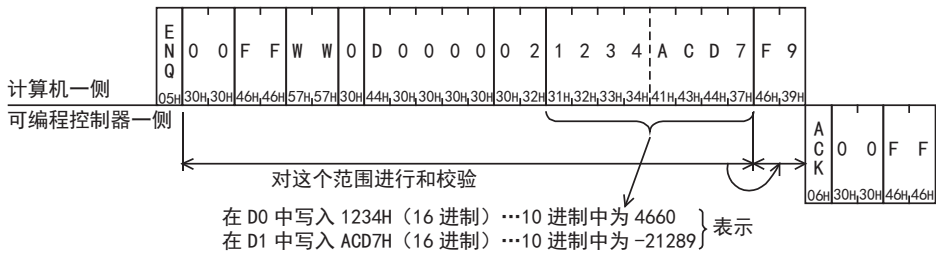 ENQ 0 0 F F W W 0 D 0 0 0 0 0 2 1 2 3 4 A C D 7 F 9
计算机一侧 05H 30H 30H 46H 46H 57H 57H 30H 44H 30H 30H 30H 30H 30H 32H 31H 32H 33H 34H 41H 43H 44H 37H 46H 39H
可编程控制器一侧
ACK 0 0 F F
06H 30H 30H 46H 46H
对这个范围进行和校验
在 D0 中写入 1234H（16 进制）…10 进制中为 4660
在 D1 中写入 ACD7H（16 进制）…10 进制中为 -21289
表示